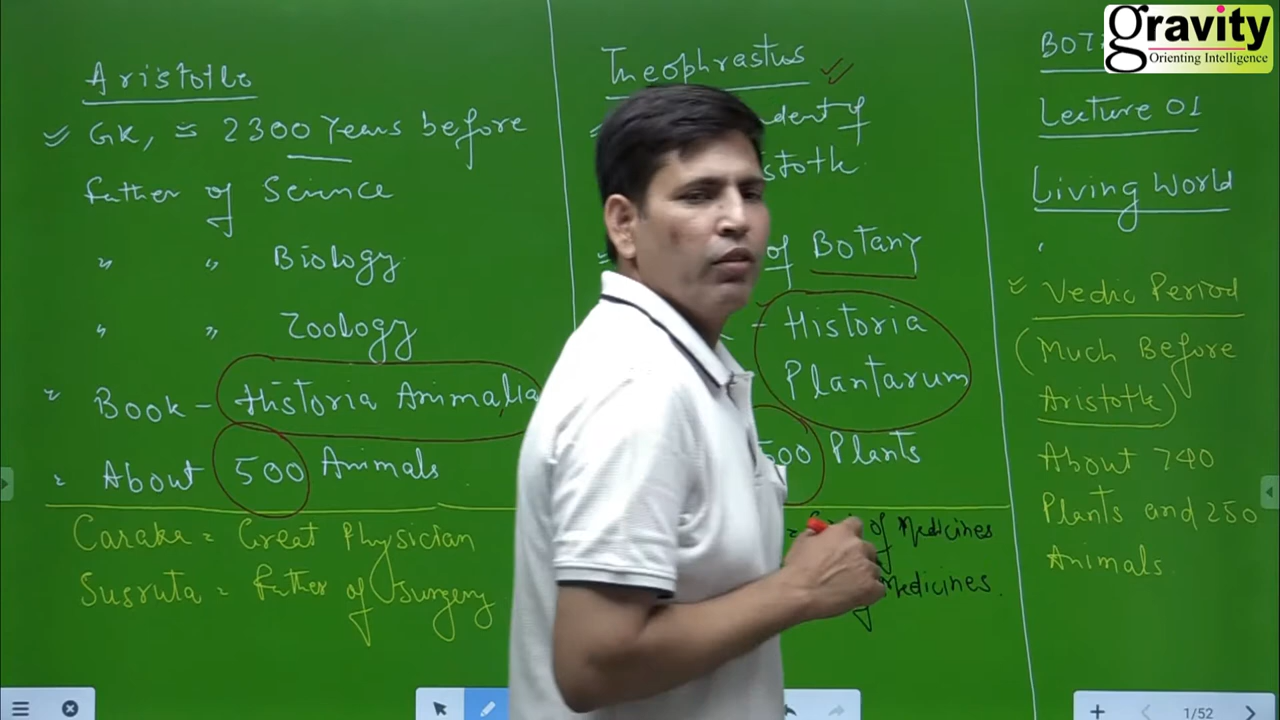 Aristotle
GK, ≈ 2300 Years before
Father of Science
" " Biology
" " Zoology
Book - Historia Animalia
About 500 Animals
Caraka = Great Physician
Susruta = Father of Surgery
Theophrastus
of
of Botany
- Historia
Plantarum
500 Plants
= of Medicines
Medicines.
gravity
Orienting Intelligence
Lecture 01
Living World
Vedic Period
(Much Before
Aristotle)
About 740
Plants and 250
Animals
1/52